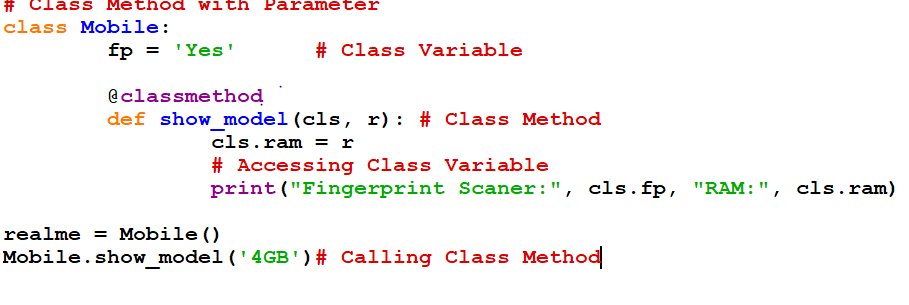 # Class Method with Parameter
class Mobile:
        fp = 'Yes'      # Class Variable
        @classmethod
        def show_model(cls, r): # Class Method
                cls.ram = r
                # Accessing Class Variable
                print("Fingerprint Scaner:", cls.fp, "RAM:", cls.ram)
realme = Mobile()
Mobile.show_model('4GB')# Calling Class Method